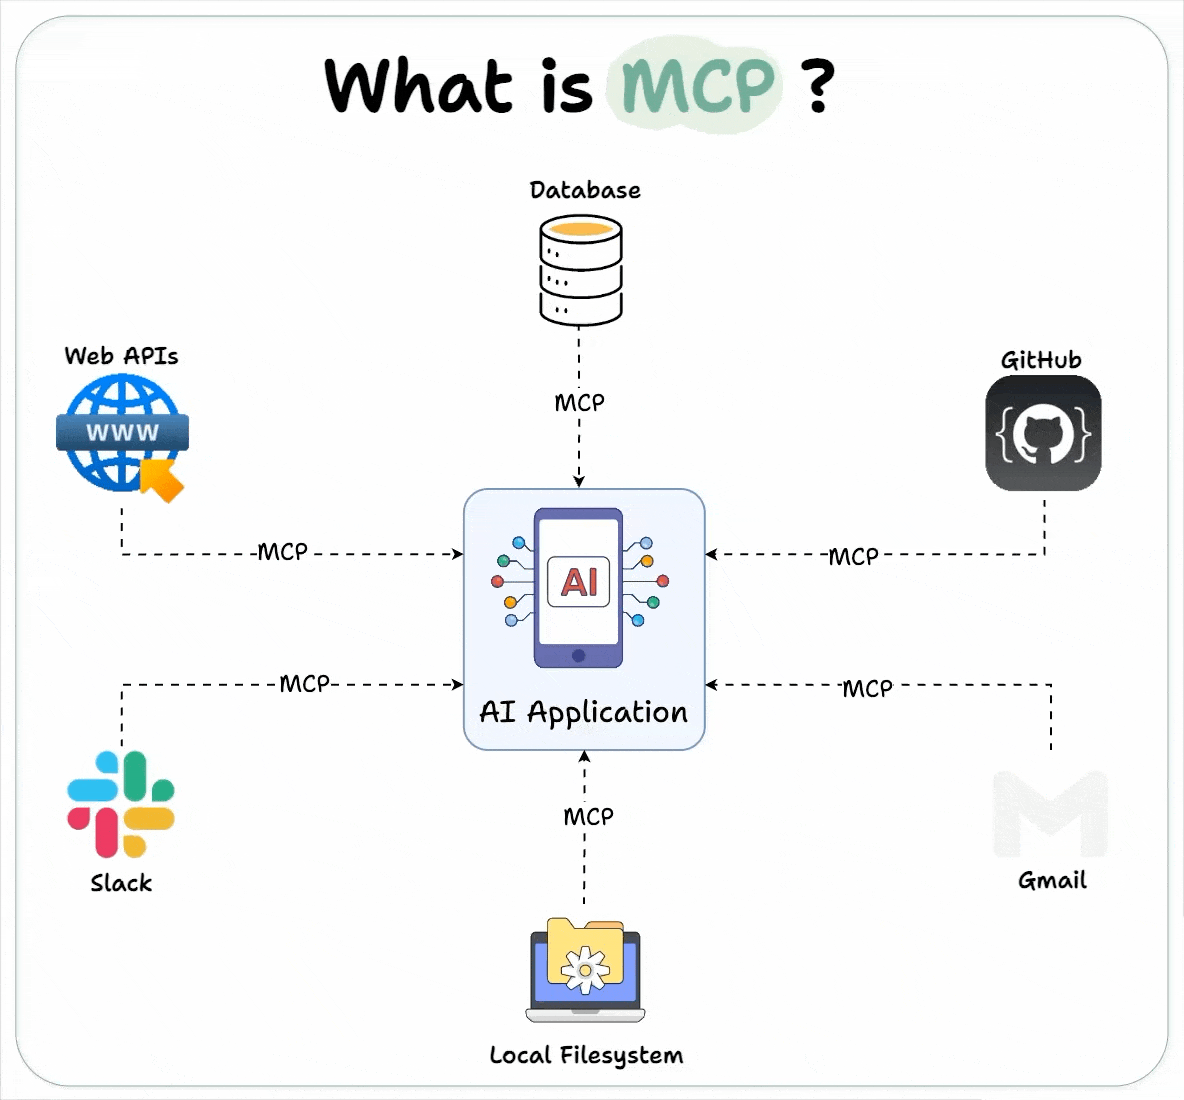 What is MCP ?
Database
Web APIs
WWW
GitHub
MCP
MCP
MCP
AI
AI Application
MCP
MCP
Slack
MCP
Gmail
Local Filesystem